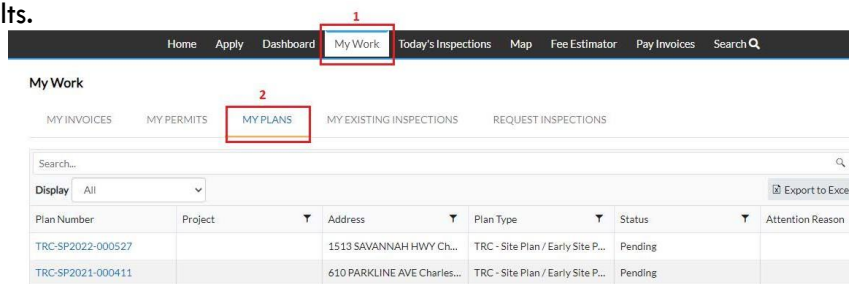 lts.
1
Home Apply Dashboard My Work Today's Inspections Map Fee Estimator Pay Invoices Search
My Work
2
MY INVOICES MY PERMITS MY PLANS MY EXISTING INSPECTIONS REQUEST INSPECTIONS
Search...
Display All Export to Exce
Plan Number Project Address Plan Type Status Attention Reason
TRC-SP2022-000527 1513 SAVANNAH HWY Ch... TRC - Site Plan / Early Site P... Pending
TRC-SP2021-000411 610 PARKLINE AVE Charles... TRC - Site Plan / Early Site P... Pending